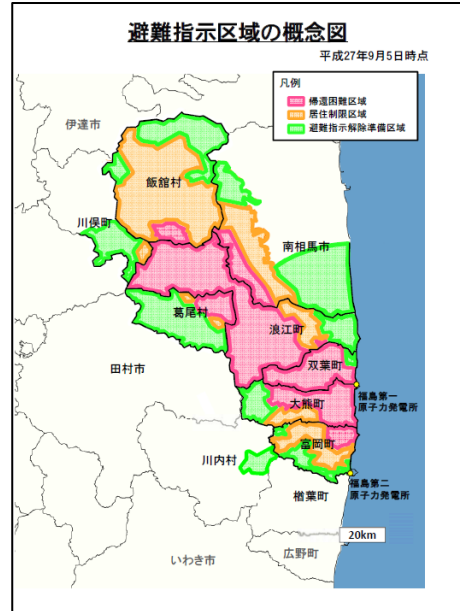 避難指示区域の概念図
平成27年9月5日時点
凡例
帰還困難区域
居住制限区域
避難指示解除準備区域
伊達市
飯舘村
川俣町
南相馬市
葛尾村
浪江町
田村市
双葉町
福島第一
原子力発電所
大熊町
富岡町
川内村
福島第二
原子力発電所
楢葉町
20km
いわき市
広野町